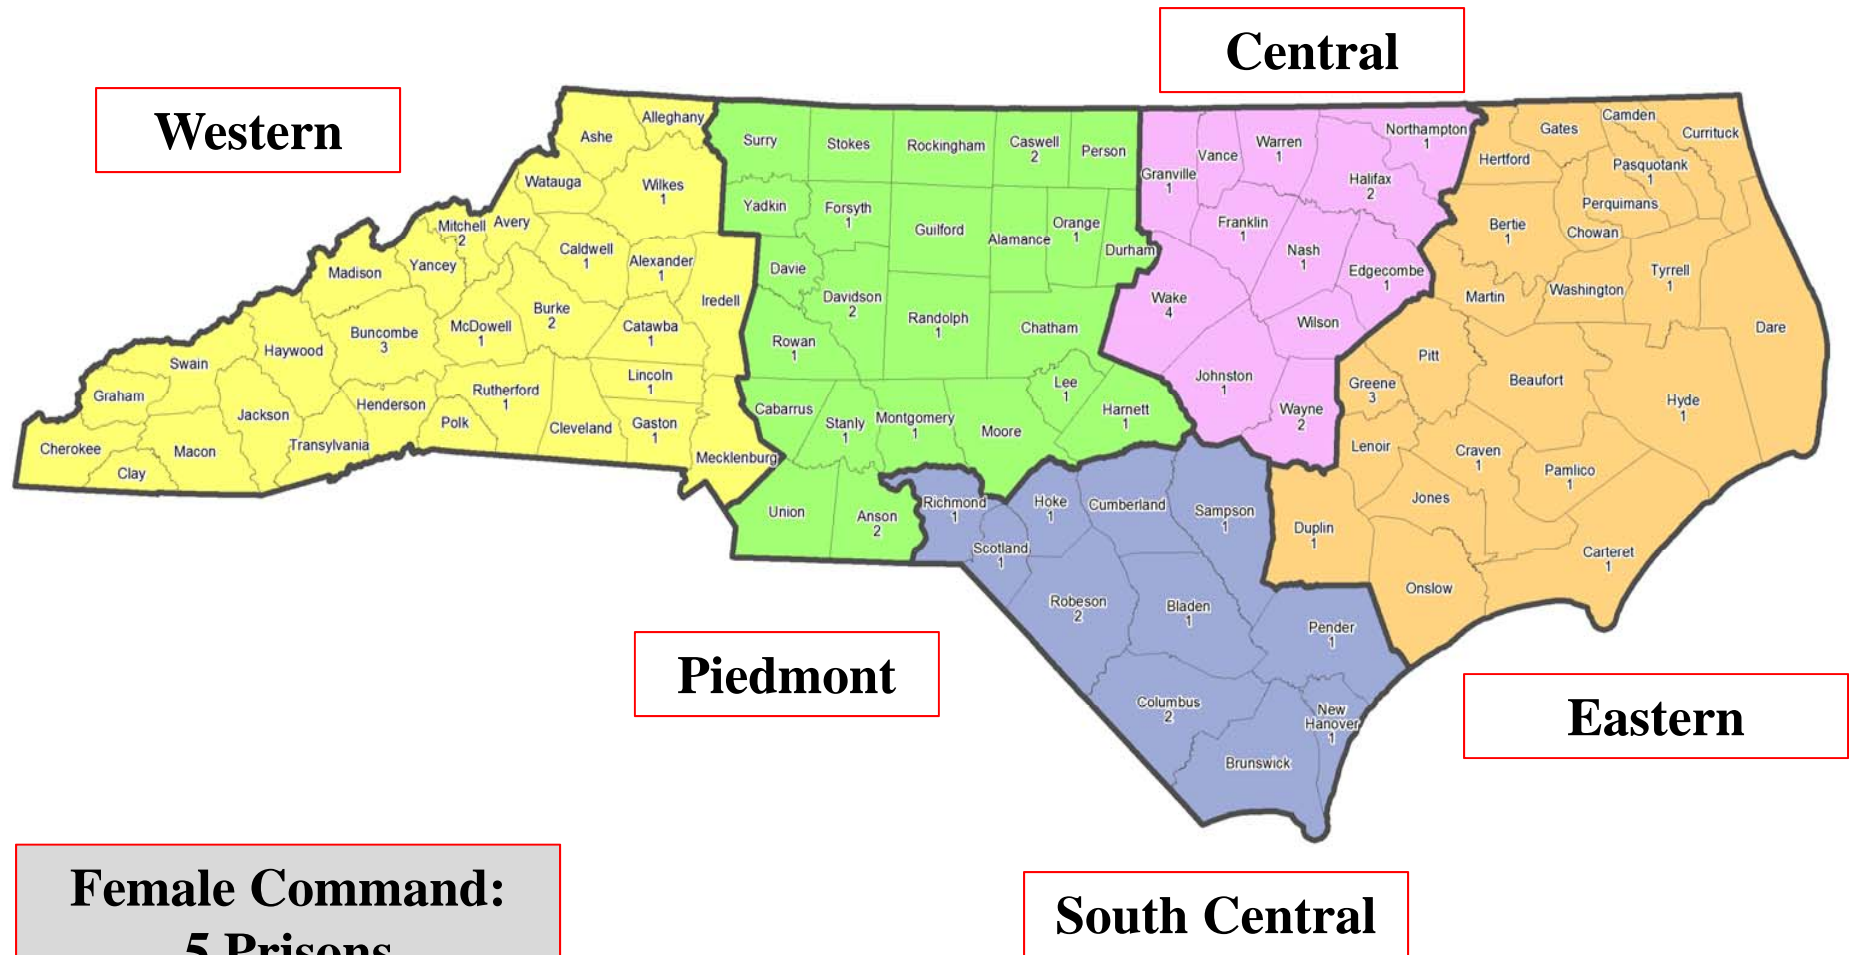 Central
Western
Alleghany
Ashe
Watauga
Wilkes
1
Mitchell
2
Avery
Caldwell
1
Alexander
1
Yancey
Madison
Iredell
Burke
2
McDowell
1
Catawba
1
Buncombe
3
Haywood
Swain
Lincoln
1
Rutherford
1
Graham
Henderson
Jackson
Polk
Cleveland
Gaston
1
Transylvania
Cherokee
Macon
Clay
Mecklenburg
Surry
Stokes
Rockingham
Caswell
2
Person
Yadkin
Forsyth
1
Guilford
Alamance
Orange
1
Durham
Davie
Davidson
2
Randolph
1
Chatham
Rowan
1
Lee
1
Harnett
1
Cabarrus
Stanly
1
Montgomery
1
Moore
Union
Anson
2
Northampton
1
Warren
1
Vance
Granville
1
Halifax
2
Franklin
1
Nash
1
Edgecombe
1
Wake
4
Wilson
Johnston
1
Wayne
2
Camden
Gates
Currituck
Hertford
Pasquotank
1
Perquimans
Bertie
1
Chowan
Tyrrell
1
Martin
Washington
Dare
Pitt
Greene
3
Beaufort
Hyde
1
Lenoir
Craven
1
Pamlico
1
Jones
Duplin
1
Carteret
1
Onslow
Richmond
1
Hoke
1
Cumberland
Sampson
1
Scotland
1
Robeson
2
Bladen
1
Pender
1
Columbus
2
New
Hanover
1
Brunswick
Piedmont
Eastern
Female Command:
5 Prisons
South Central